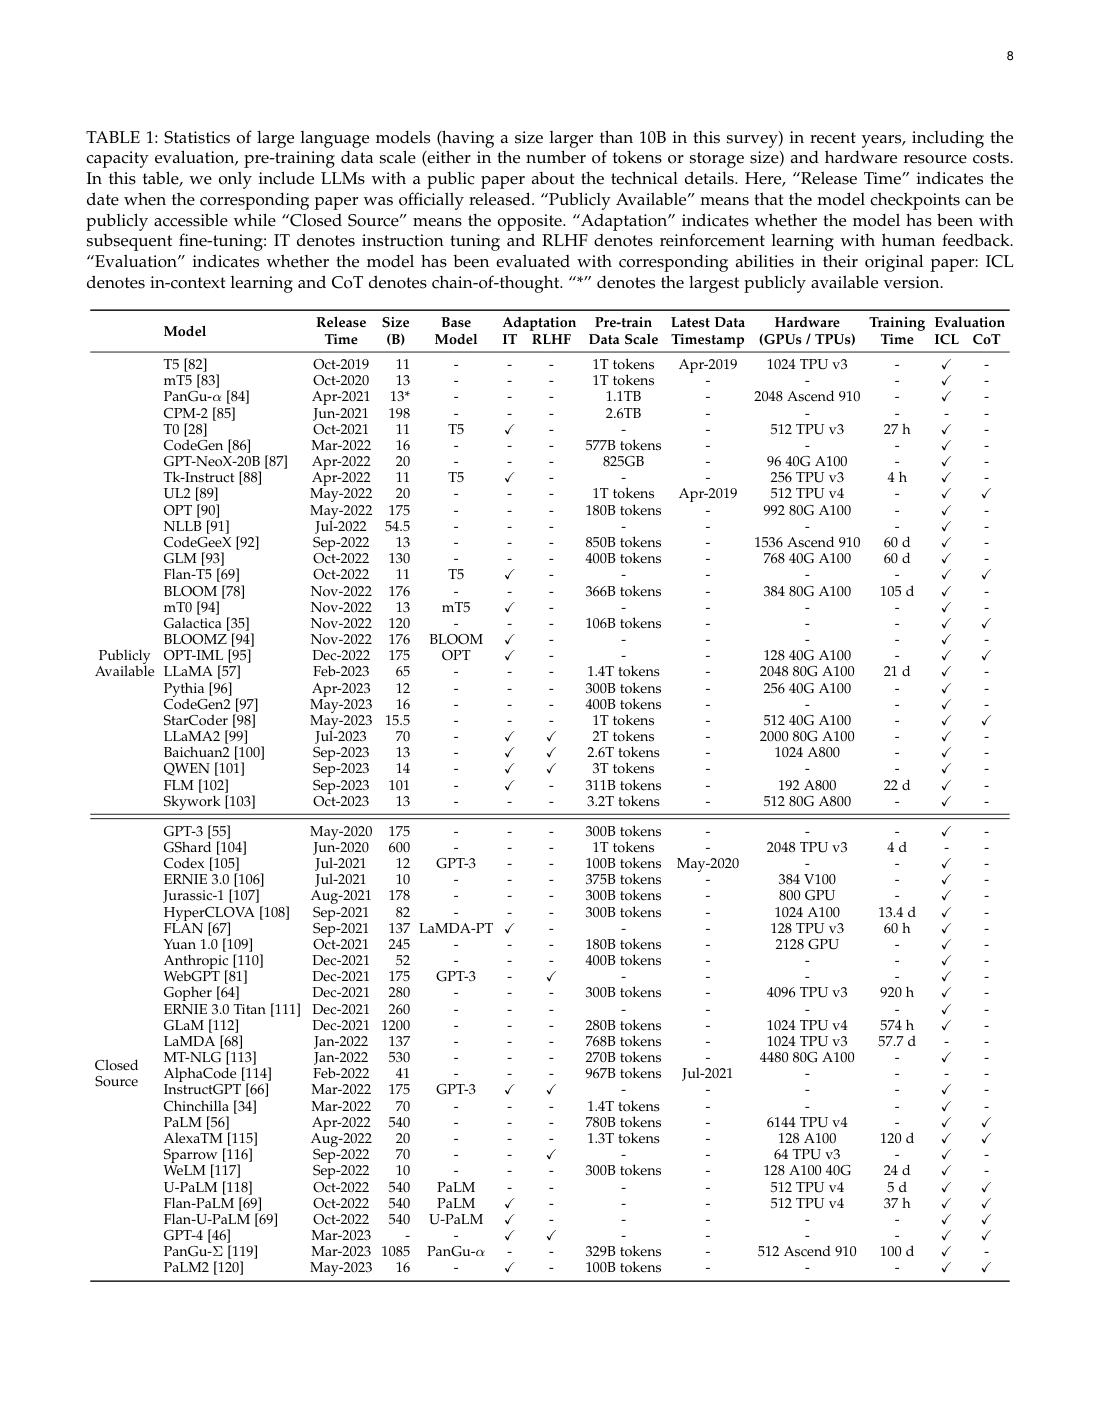 8
TABLE 1: Statistics of large language models (having a size larger than 10B in this survey) in recent years, including the
capacity evaluation, pre-training data scale (either in the number of tokens or storage size) and hardware resource costs.
In this table, we only include LLMs with a public paper about the technical details. Here, “Release Time” indicates the
date when the corresponding paper was officially released. “Publicly Available” means that the model checkpoints can be
publicly accessible while “Closed Source” means the opposite. “Adaptation” indicates whether the model has been with
subsequent fine-tuning: IT denotes instruction tuning and RLHF denotes reinforcement learning with human feedback.
“Evaluation” indicates whether the model has been evaluated with corresponding abilities in their original paper: ICL
denotes in-context learning and CoT denotes chain-of-thought. “*” denotes the largest publicly available version.
Model Release Size Base Adaptation Pre-train Latest Data Hardware Training Evaluation
Time (B) Model IT RLHF Data Scale Timestamp (GPUs / TPUs) Time ICL CoT
T5 [82] Oct-2019 11 - - - 1T tokens Apr-2019 1024 TPU v3 - ✓ -
mT5 [83] Oct-2020 13 - - - 1T tokens - - - ✓ -
PanGu-α [84] Apr-2021 13* - - - 1.1TB - 2048 Ascend 910 - ✓ -
CPM-2 [85] Jun-2021 198 - - - 2.6TB - - - - -
T0 [28] Oct-2021 11 T5 ✓ - - - 512 TPU v3 27 h ✓ -
CodeGen [86] Mar-2022 16 - - - 577B tokens - - - ✓ -
GPT-NeoX-20B [87] Apr-2022 20 - - - 825GB - 96 40G A100 - ✓ -
Tk-Instruct [88] Apr-2022 11 T5 ✓ - - - 256 TPU v3 4 h ✓ -
UL2 [89] May-2022 20 - - - 1T tokens Apr-2019 512 TPU v4 - ✓ ✓
OPT [90] May-2022 175 - - - 180B tokens - 992 80G A100 - ✓ -
NLLB [91] Jul-2022 54.5 - - - - - - - ✓ -
CodeGeeX [92] Sep-2022 13 - - - 850B tokens - 1536 Ascend 910 60 d ✓ -
GLM [93] Oct-2022 130 - - - 400B tokens - 768 40G A100 60 d ✓ -
Flan-T5 [69] Oct-2022 11 T5 ✓ - - - - - ✓ ✓
BLOOM [78] Nov-2022 176 - - - 366B tokens - 384 80G A100 105 d ✓ -
mT0 [94] Nov-2022 13 mT5 ✓ - - - - - ✓ -
Galactica [35] Nov-2022 120 - - - 106B tokens - - - ✓ ✓
BLOOMZ [94] Nov-2022 176 BLOOM ✓ - - - - - ✓ -
Publicly OPT-IML [95] Dec-2022 175 OPT ✓ - - - 128 40G A100 - ✓ ✓
Available LLaMA [57] Feb-2023 65 - - - 1.4T tokens - 2048 80G A100 21 d ✓ -
Pythia [96] Apr-2023 12 - - - 300B tokens - 256 40G A100 - ✓ -
CodeGen2 [97] May-2023 16 - - - 400B tokens - - - ✓ -
StarCoder [98] May-2023 15.5 - - - 1T tokens - 512 40G A100 - ✓ ✓
LLaMA2 [99] Jul-2023 70 - ✓ ✓ 2T tokens - 2000 80G A100 - ✓ -
Baichuan2 [100] Sep-2023 13 - ✓ ✓ 2.6T tokens - 1024 A800 - ✓ -
QWEN [101] Sep-2023 14 - ✓ ✓ 3T tokens - - - ✓ -
FLM [102] Sep-2023 101 - ✓ - 311B tokens - 192 A800 22 d ✓ -
Skywork [103] Oct-2023 13 - - - 3.2T tokens - 512 80G A800 - ✓ -
GPT-3 [55] May-2020 175 - - - 300B tokens - - - ✓ -
GShard [104] Jun-2020 600 - - - 1T tokens - 2048 TPU v3 4 d - -
Codex [105] Jul-2021 12 GPT-3 - - 100B tokens May-2020 - - ✓ -
ERNIE 3.0 [106] Jul-2021 10 - - - 375B tokens - 384 V100 - ✓ -
Jurassic-1 [107] Aug-2021 178 - - - 300B tokens - 800 GPU - ✓ -
HyperCLOVA [108] Sep-2021 82 - - - 300B tokens - 1024 A100 13.4 d ✓ -
FLAN [67] Sep-2021 137 LaMDA-PT ✓ - - - 128 TPU v3 60 h ✓ -
Yuan 1.0 [109] Oct-2021 245 - - - 180B tokens - 2128 GPU - ✓ -
Anthropic [110] Dec-2021 52 - - - 400B tokens - - - ✓ -
WebGPT [81] Dec-2021 175 GPT-3 - ✓ - - - - ✓ -
Gopher [64] Dec-2021 280 - - - 300B tokens - 4096 TPU v3 920 h ✓ -
ERNIE 3.0 Titan [111] Dec-2021 260 - - - - - - - ✓ -
GLaM [112] Dec-2021 1200 - - - 280B tokens - 1024 TPU v4 574 h ✓ -
LaMDA [68] Jan-2022 137 - - - 768B tokens - 1024 TPU v3 57.7 d - -
Closed MT-NLG [113] Jan-2022 530 - - - 270B tokens - 4480 80G A100 - ✓ -
Source AlphaCode [114] Feb-2022 41 - - - 967B tokens Jul-2021 - - - -
InstructGPT [66] Mar-2022 175 GPT-3 ✓ ✓ - - - - ✓ -
Chinchilla [34] Mar-2022 70 - - - 1.4T tokens - - - ✓ -
PaLM [56] Apr-2022 540 - - - 780B tokens - 6144 TPU v4 - ✓ ✓
AlexaTM [115] Aug-2022 20 - - - 1.3T tokens - 128 A100 120 d ✓ ✓
Sparrow [116] Sep-2022 70 - - ✓ - - 64 TPU v3 - ✓ -
WeLM [117] Sep-2022 10 - - - 300B tokens - 128 A100 40G 24 d ✓ -
U-PaLM [118] Oct-2022 540 PaLM - - - - 512 TPU v4 5 d ✓ ✓
Flan-PaLM [69] Oct-2022 540 PaLM ✓ - - - 512 TPU v4 37 h ✓ ✓
Flan-U-PaLM [69] Oct-2022 540 U-PaLM ✓ - - - - - ✓ ✓
GPT-4 [46] Mar-2023 - - ✓ ✓ - - - - ✓ ✓
PanGu-Σ [119] Mar-2023 1085 PanGu-α - - 329B tokens - 512 Ascend 910 100 d ✓ -
PaLM2 [120] May-2023 16 - ✓ - 100B tokens - - - ✓ ✓